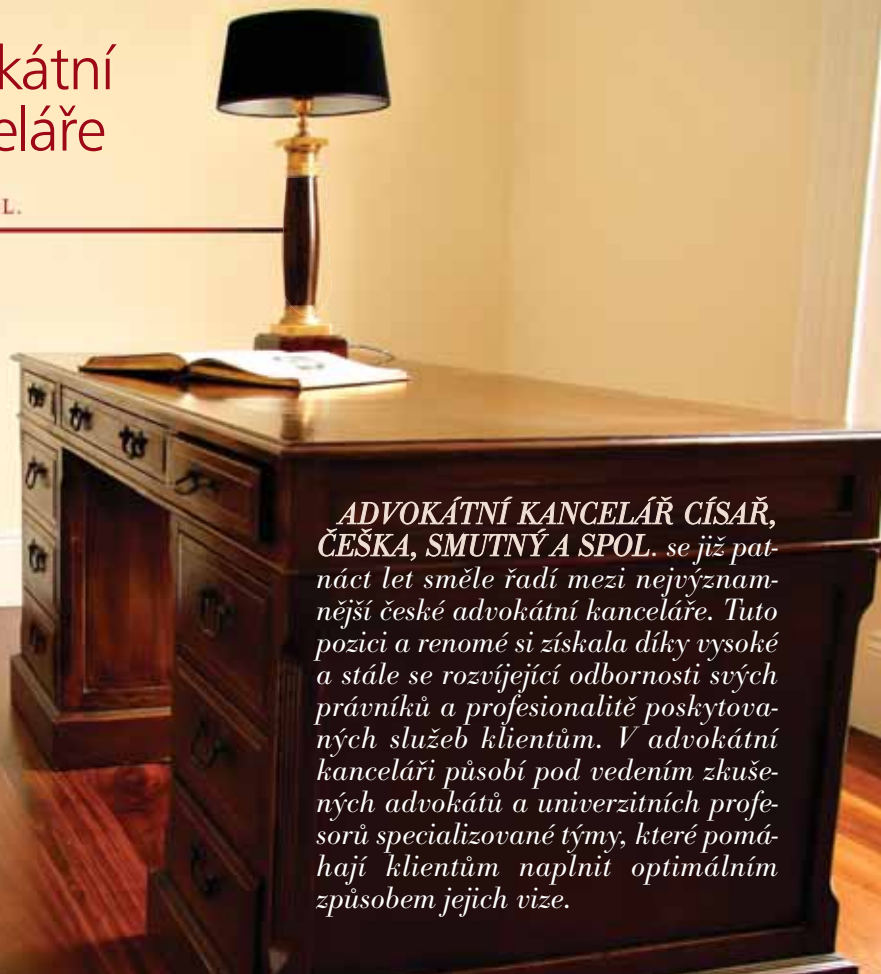 kátní
eláře
L.
ADVOKÁTNÍ KANCELÁŘ CÍSAŘ,
ČEŠKA, SMUTNÝ A SPOL. se již pat-
náct let směle řadí mezi nejvýznam-
nější české advokátní kanceláře. Tuto
pozici a renomé si získala díky vysoké
a stále se rozvíjející odbornosti svých
právníků a profesionalitě poskytova-
ných služeb klientům. V advokátní
kanceláři působí pod vedením zkuše-
ných advokátů a univerzitních profe-
sorů specializované týmy, které pomá-
hají klientům naplnit optimálním
způsobem jejich vize.